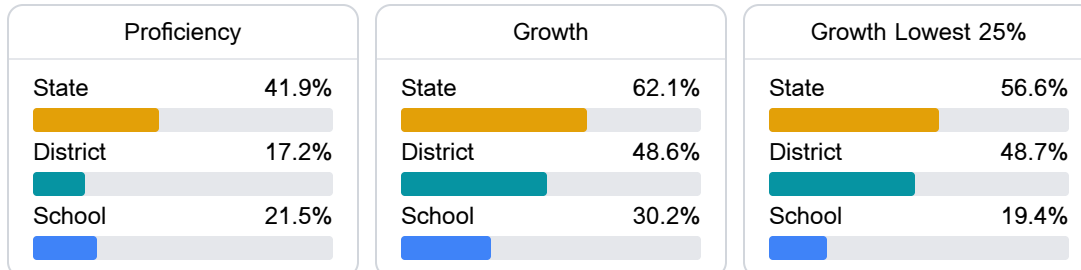 Proficiency
State 41.9%
District 17.2%
School 21.5%
Growth
State 62.1%
District 48.6%
School 30.2%
Growth Lowest 25%
State 56.6%
District 48.7%
School 19.4%